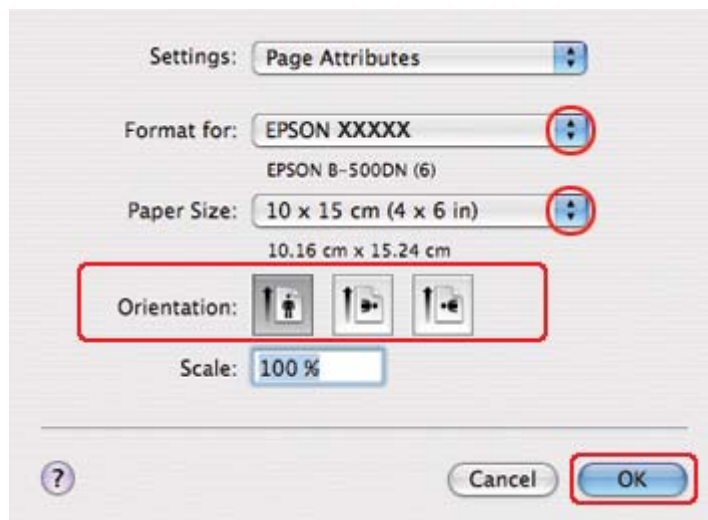 Settings: Page Attributes
Format for: EPSON XXXXX
EPSON B-500DN (6)
Paper Size: 10 x 15 cm (4 x 6 in)
10.16 cm x 15.24 cm
Orientation:
Scale: 100 %
? Cancel OK